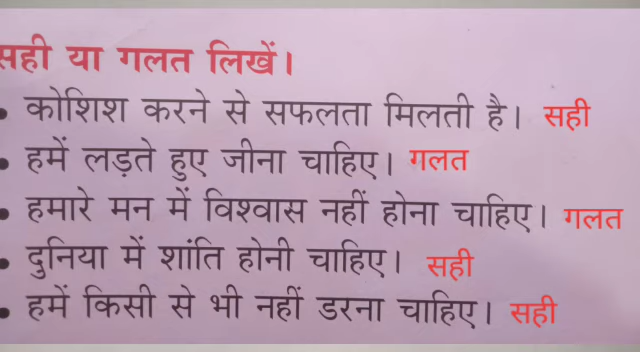 सही या गलत लिखें।
• कोशिश करने से सफलता मिलती है। सही
• हमें लड़ते हुए जीना चाहिए। गलत
• हमारे मन में विश्वास नहीं होना चाहिए। गलत
• दुनिया में शांति होनी चाहिए। सही
• हमें किसी से भी नहीं डरना चाहिए। सही